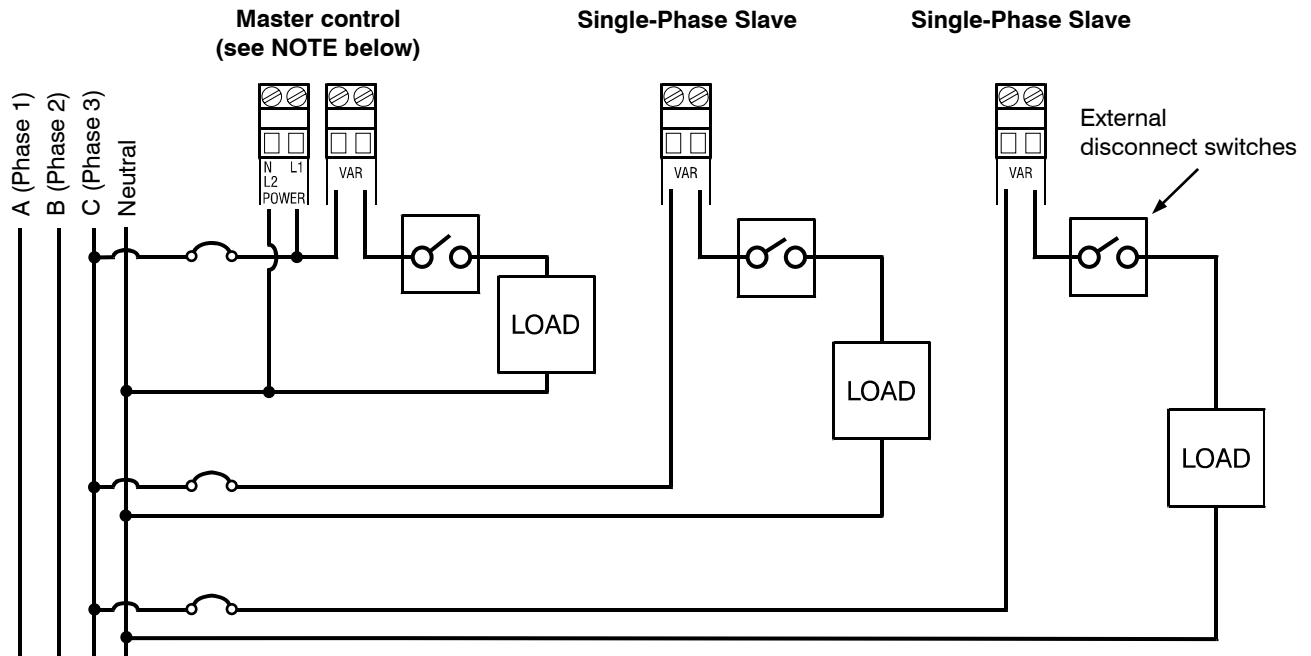 Master control
(see NOTE below)
Single-Phase Slave
Single-Phase Slave
A (Phase 1)
B (Phase 2)
C (Phase 3)
Neutral
N L1
L2
POWER
VAR
VAR
VAR
External
disconnect switches
LOAD
LOAD
LOAD